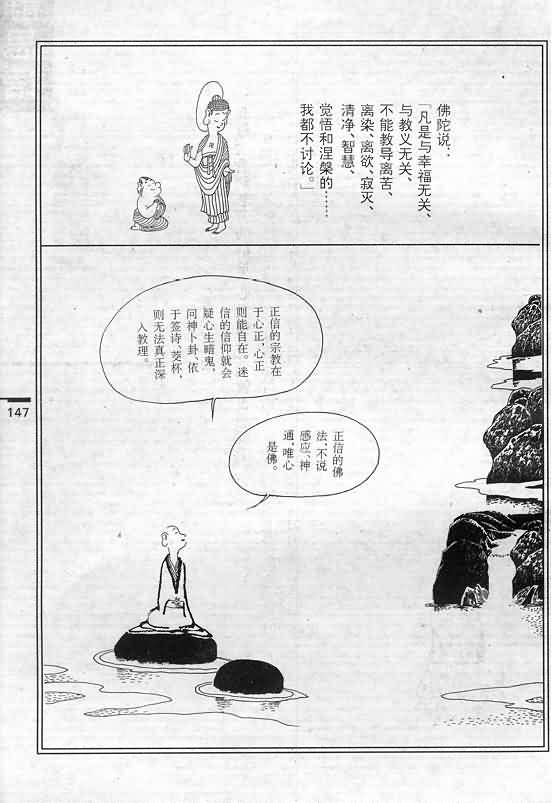 佛陀说：
「凡是与幸福无关、
与教义无关、
不能教导离苦、
离染、离欲、寂灭、
清净、智慧、
觉悟和涅槃的……
我都不讨论。」
正信的宗教在
于心正，心正
则能自在。迷
信的信仰就会
疑心生暗鬼，
问神卜卦、依
于签诗、筊杯，
则无法真正深
入教理。
正信的佛
法，不说
感应、神
通，唯心
是佛。
147